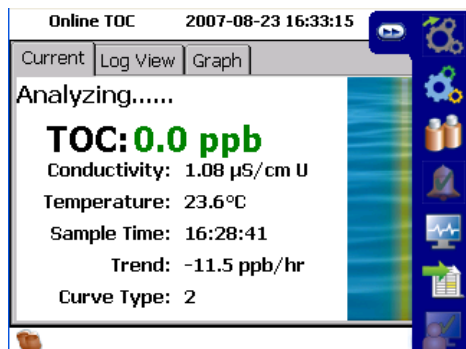 Online TOC 2007-08-23 16:33:15
Current Log View Graph
Analyzing......
TOC: 0.0 ppb
Conductivity: 1.08 µS/cm U
Temperature: 23.6°C
Sample Time: 16:28:41
Trend: -11.5 ppb/hr
Curve Type: 2